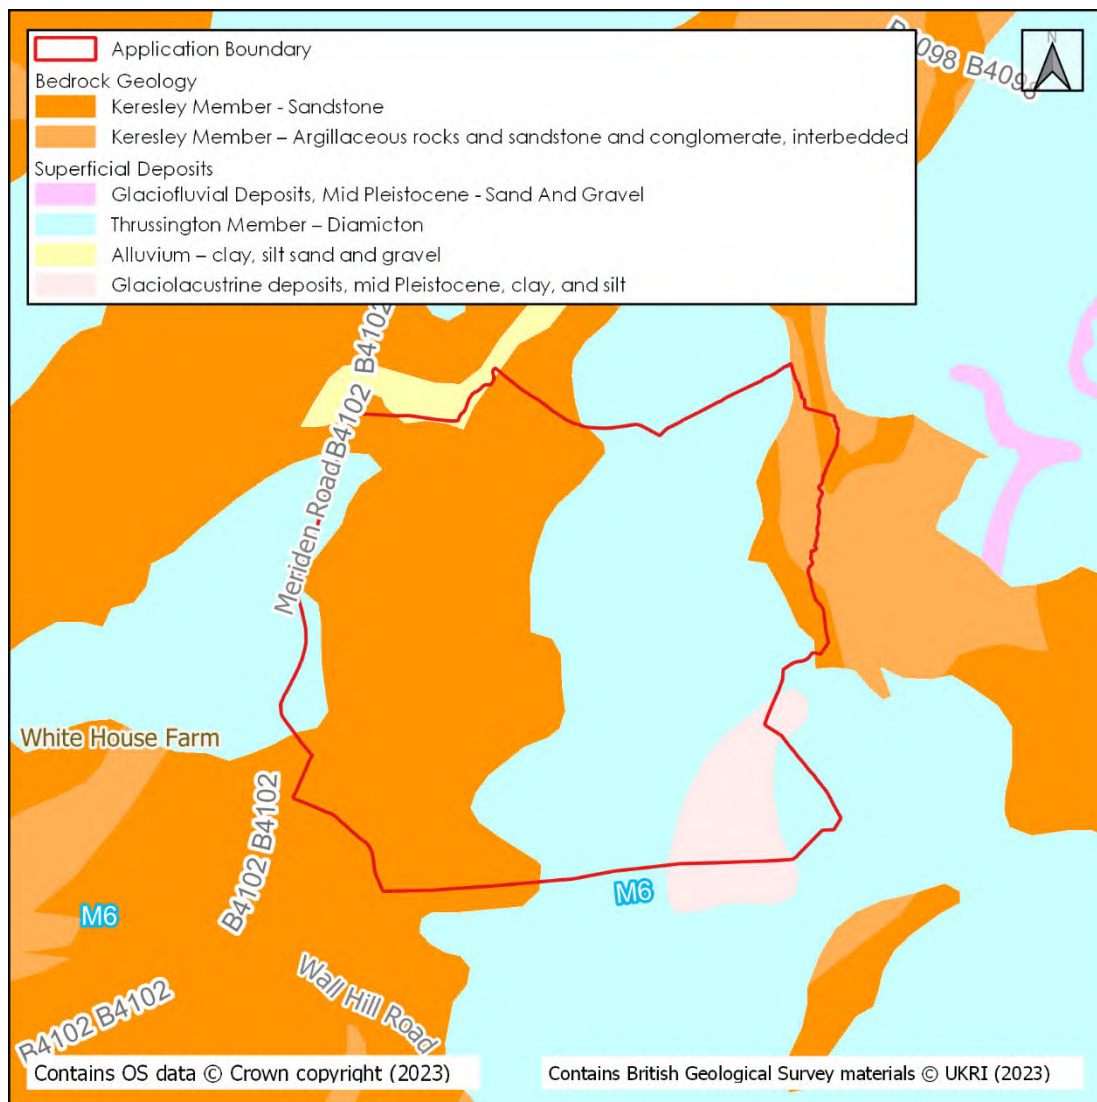 N
Application Boundary
Bedrock Geology
Keresley Member - Sandstone
Keresley Member – Argillaceous rocks and sandstone and conglomerate, interbedded
Superficial Deposits
Glaciofluvial Deposits, Mid Pleistocene - Sand And Gravel
Thrussington Member – Diamicton
Alluvium – clay, silt sand and gravel
Glaciolacustrine deposits, mid Pleistocene, clay, and silt
B4098
B4102 B4102
Meriden Road
White House Farm
B4102 B4102
M6
M6
Wall Hill Road
B4102 B4102
Contains OS data © Crown copyright (2023)
Contains British Geological Survey materials © UKRI (2023)